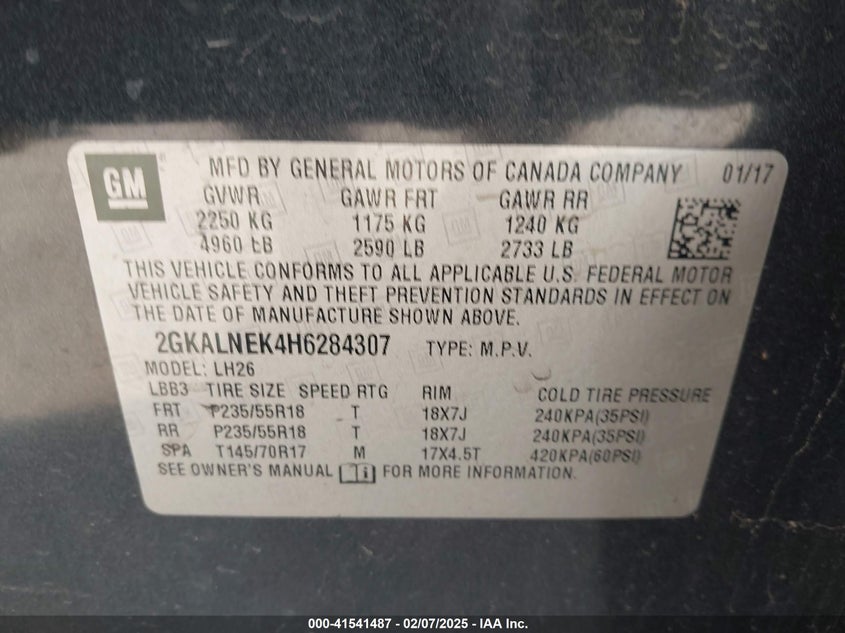 GM
MFD BY GENERAL MOTORS OF CANADA COMPANY 01/17
GVWR GAWR FRT GAWR RR
2250 KG 1175 KG 1240 KG
4960 LB 2590 LB 2733 LB
THIS VEHICLE CONFORMS TO ALL APPLICABLE U.S. FEDERAL MOTOR
VEHICLE SAFETY AND THEFT PREVENTION STANDARDS IN EFFECT ON
THE DATE OF MANUFACTURE SHOWN ABOVE.
2GKALNEK4H6284307 TYPE: M.P.V.
MODEL: LH26
LBB3 TIRE SIZE SPEED RTG RIM COLD TIRE PRESSURE
FRT P235/55R18 T 18X7J 240KPA(35PSI)
RR P235/55R18 T 18X7J 240KPA(35PSI)
SPA T145/70R17 M 17X4.5T 420KPA(60PSI)
SEE OWNER'S MANUAL FOR MORE INFORMATION.
000-41541487 - 02/07/2025 - IAA Inc.